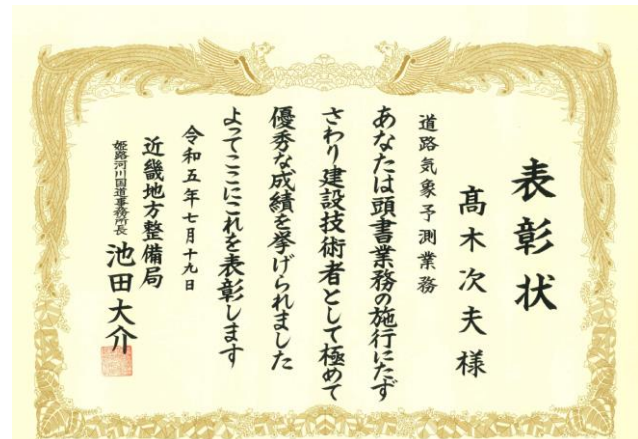 表彰状
髙木次夫様
道路気象予測業務
あなたは頭書業務の施行にたず
さわり建設技術者として極めて
優秀な成績を挙げられました
よってここにこれを表彰します
令和五年七月十九日
近畿地方整備局
姫路河川国道事務所長
池田大介